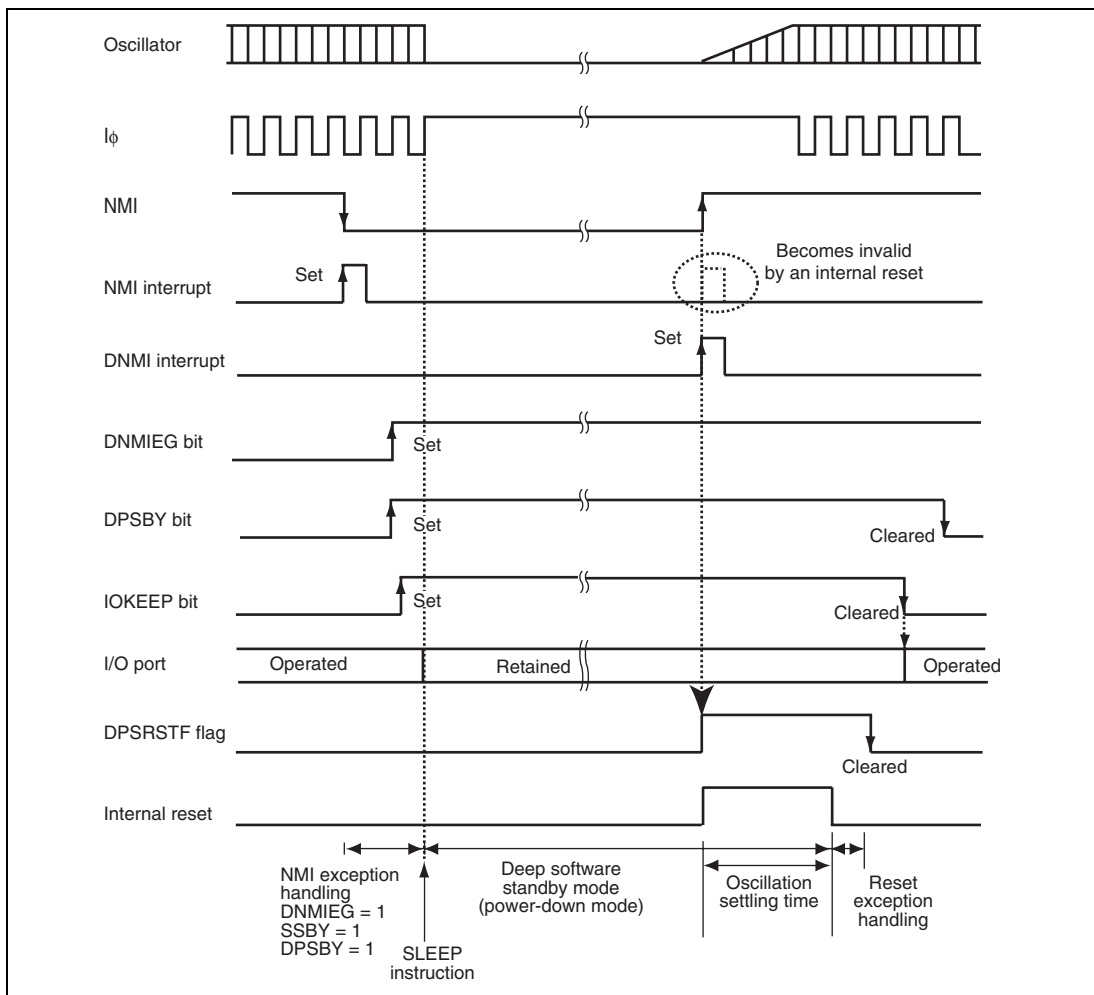 Oscillator
Iϕ
NMI
Becomes invalid
by an internal reset
Set
NMI interrupt
Set
DNMI interrupt
DNMIEG bit
Set
DPSBY bit
Set
Cleared
IOKEEP bit
Set
Cleared
I/O port
Operated
Retained
Operated
DPSRSTF flag
Cleared
Internal reset
NMI exception
handling
DNMIEG = 1
SSBY = 1
DPSBY = 1
Deep software
standby mode
(power-down mode)
Oscillation
settling time
Reset
exception
handling
SLEEP
instruction